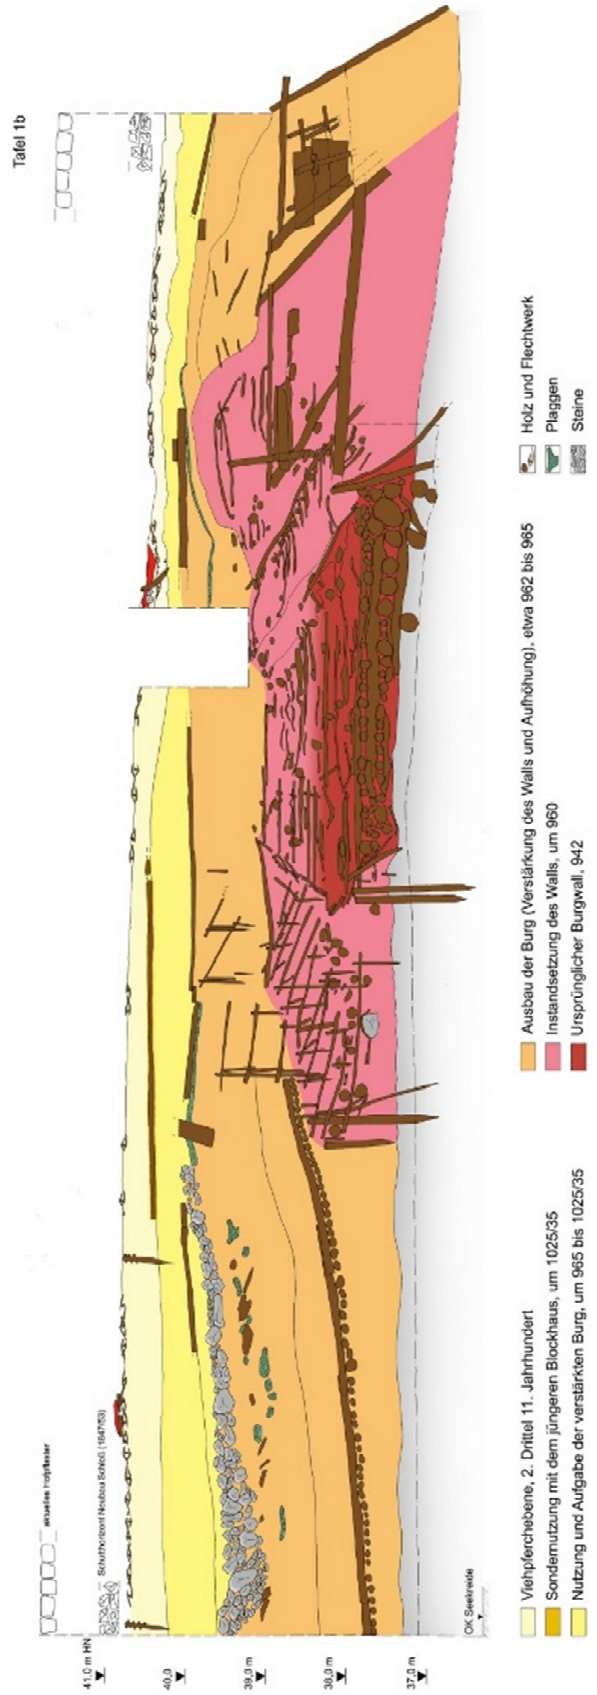 Tafel 1b
aktuelles Hofpflaster
Schutthorizont Neubau Schloß (1847/53)
41,0 m HN
40,0
39,0 m
38,0 m
37,0 m
OK Seekreide
Viehpferchebene, 2. Drittel 11. Jahrhundert
Sondernutzung mit dem jüngeren Blockhaus, um 1025/35
Nutzung und Aufgabe der verstärkten Burg, um 965 bis 1025/35
Ausbau der Burg (Verstärkung des Walls und Aufhöhung), etwa 962 bis 965
Instandsetzung des Walls, um 960
Ursprünglicher Burgwall, 942
Holz und Flechtwerk
Plaggen
Steine